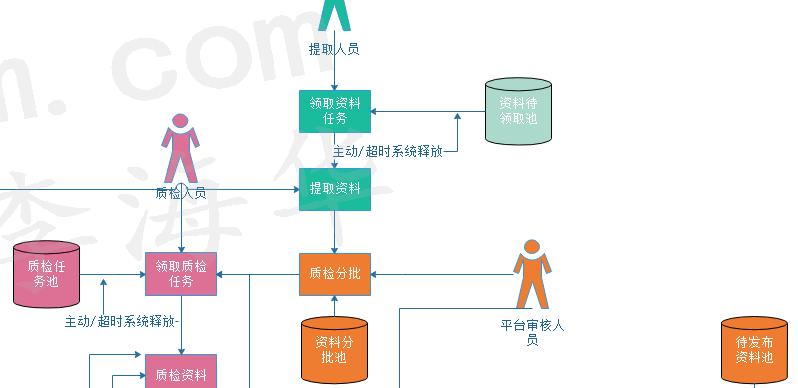 提取人员
领取资料
任务
资料待
领取池
主动/超时系统释放
质检人员
提取资料
质检任
务池
领取质检
任务
质检分批
主动/超时系统释放
平台审核人
员
资料分
批池
待发布
资料池
质检资料
m.com
李海华